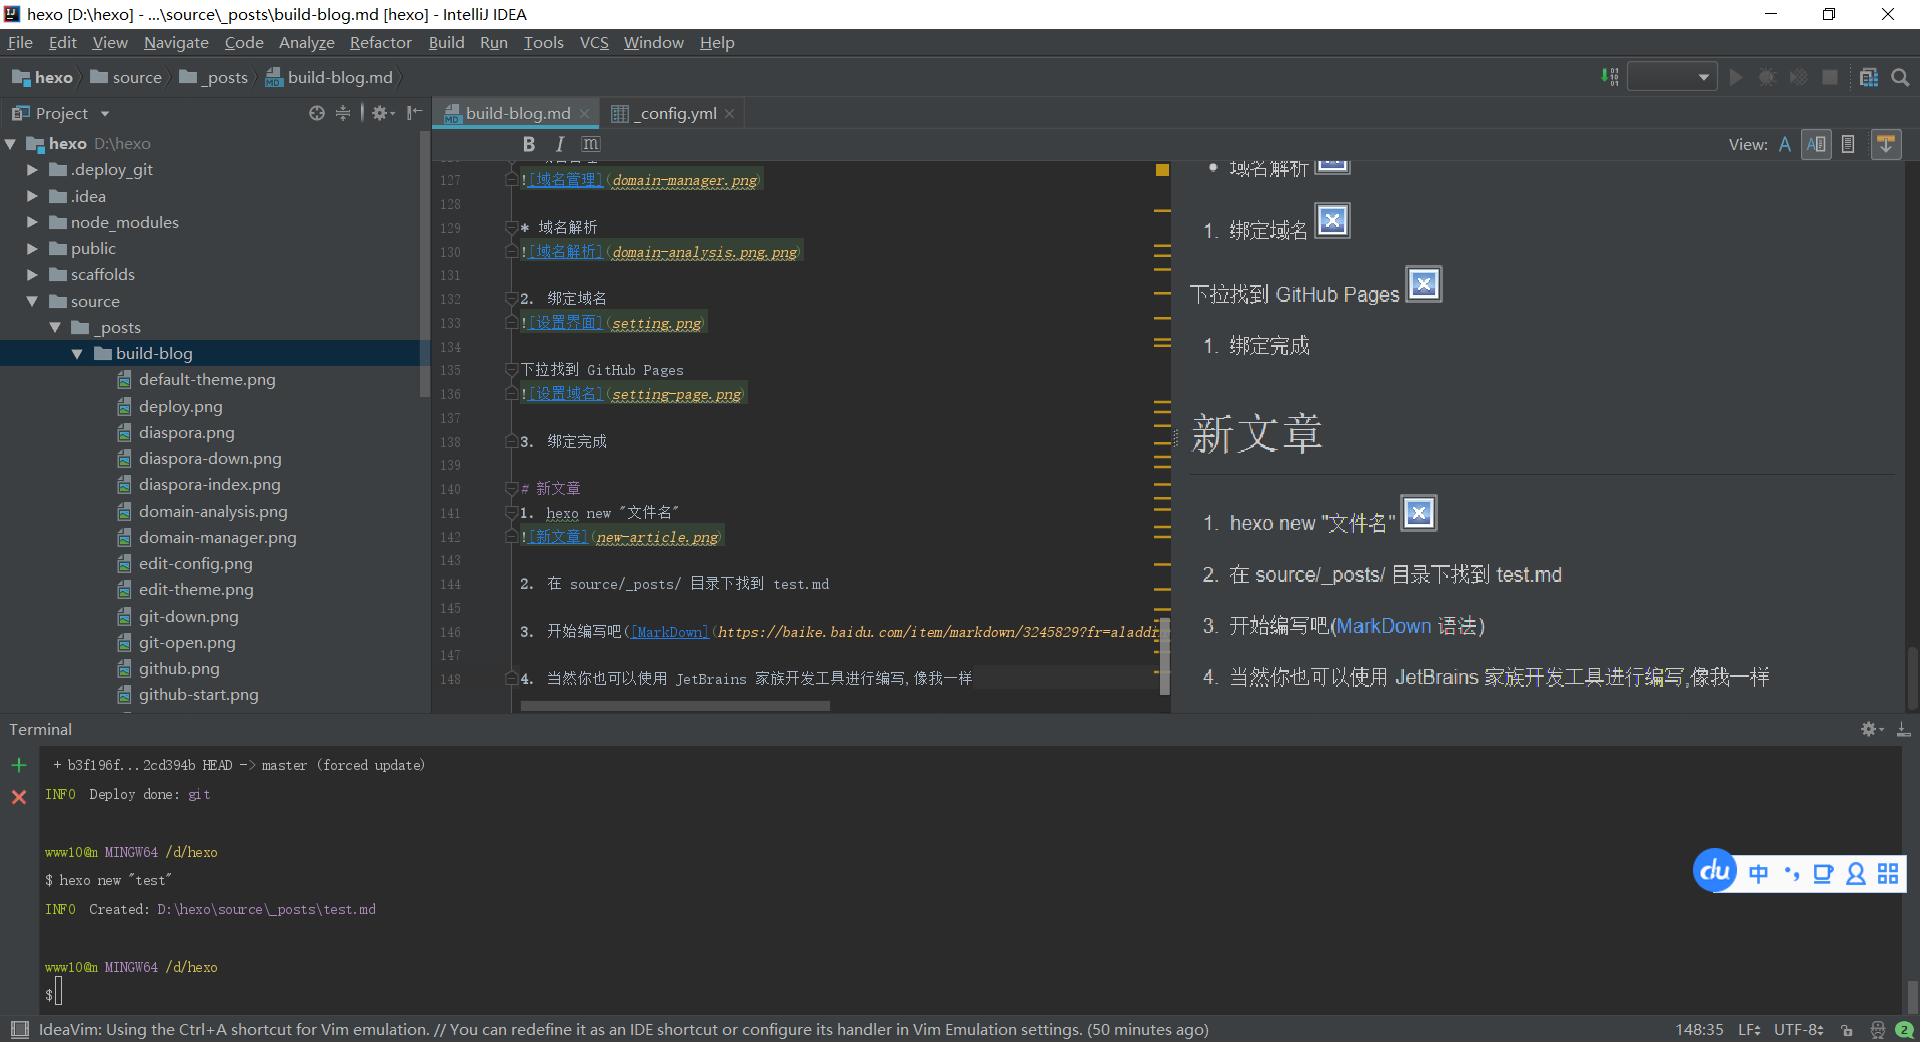 hexo [D:\hexo] - ...\source\_posts\build-blog.md [hexo] - IntelliJ IDEA
File Edit View Navigate Code Analyze Refactor Build Run Tools VCS Window Help
hexo source _posts build-blog.md
Project
build-blog.md _config.yml
hexo D:\hexo
.deploy_git
.idea
node_modules
public
scaffolds
source
_posts
build-blog
default-theme.png
deploy.png
diaspora.png
diaspora-down.png
diaspora-index.png
domain-analysis.png
domain-manager.png
edit-config.png
edit-theme.png
git-down.png
git-open.png
github.png
github-start.png
B I m
View: A
127 ![域名管理](domain-manager.png)
128
129 * 域名解析
130 ![域名解析](domain-analysis.png.png)
131
132 2. 绑定域名
133 ![设置界面](setting.png)
134
135 下拉找到 GitHub Pages
136 ![设置域名](setting-page.png)
137
138 3. 绑定完成
139
140 # 新文章
141 1. hexo new "文件名"
142 ![新文章](new-article.png)
143
144 2. 在 source/_posts/ 目录下找到 test.md
145
146 3. 开始编写吧([MarkDown](https://baike.baidu.com/item/markdown/3245829?fr=aladdin
147
148 4. 当然你也可以使用 JetBrains 家族开发工具进行编写,像我一样
• 域名解析
1. 绑定域名
下拉找到 GitHub Pages
1. 绑定完成
新文章
1. hexo new "文件名"
2. 在 source/_posts/ 目录下找到 test.md
3. 开始编写吧(MarkDown 语法)
4. 当然你也可以使用 JetBrains 家族开发工具进行编写,像我一样
Terminal
+ b3f196f...2cd394b HEAD -> master (forced update)
INFO Deploy done: git
www10@m MINGW64 /d/hexo
$ hexo new "test"
INFO Created: D:\hexo\source\_posts\test.md
www10@m MINGW64 /d/hexo
$
du 中
IdeaVim: Using the Ctrl+A shortcut for Vim emulation. // You can redefine it as an IDE shortcut or configure its handler in Vim Emulation settings. (50 minutes ago)
148:35 LF UTF-8 2